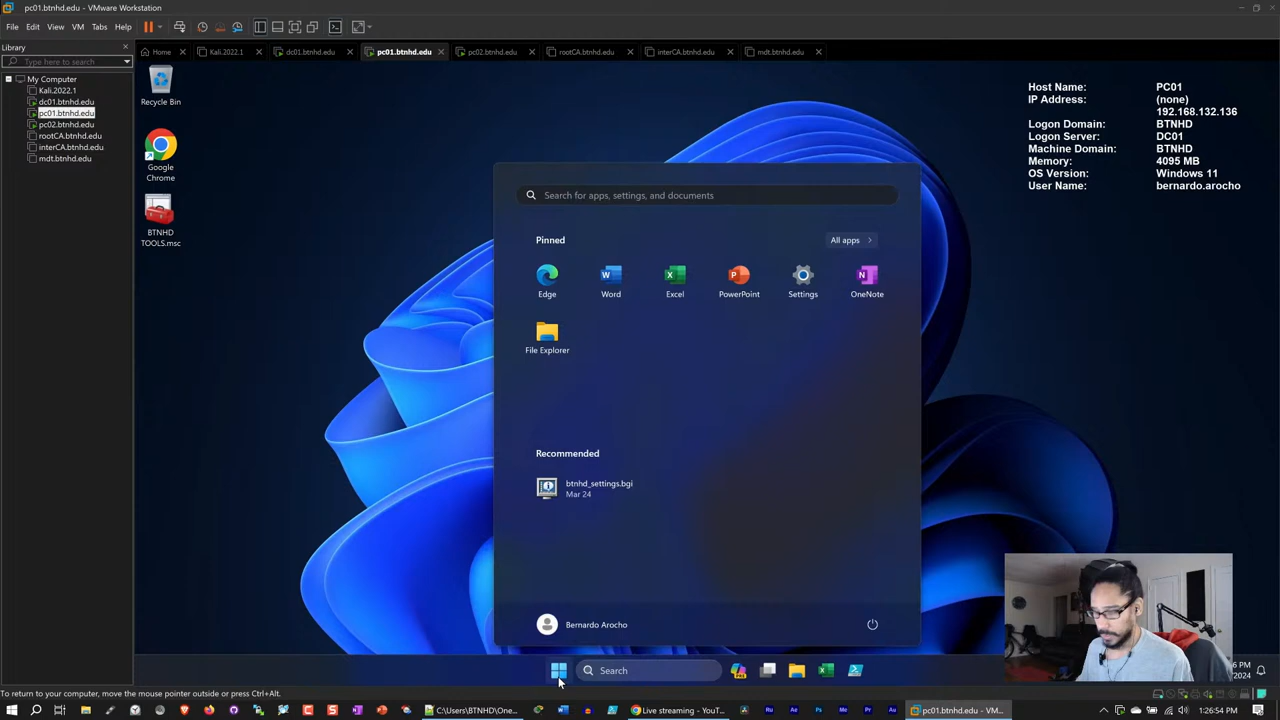 pc01.btnhd.edu - VMware Workstation
File Edit View VM Tabs Help
Library
Type here to search
My Computer
Kali.2022.1
dc01.btnhd.edu
pc01.btnhd.edu
pc02.btnhd.edu
rootCA.btnhd.edu
interCA.btnhd.edu
mdt.btnhd.edu
Home Kali.2022.1 dc01.btnhd.edu pc01.btnhd.edu pc02.btnhd.edu rootCA.btnhd.edu interCA.btnhd.edu mdt.btnhd.edu
Recycle Bin
Google
Chrome
BTNHD
TOOLS.msc
Host Name: PC01
IP Address: (none)
192.168.132.136
Logon Domain: BTNHD
Logon Server: DC01
Machine Domain: BTNHD
Memory: 4095 MB
OS Version: Windows 11
User Name: bernardo.arocho
Search for apps, settings, and documents
Pinned
All apps
Edge Word Excel PowerPoint Settings OneNote
File Explorer
Recommended
btnhd_settings.bgi
Mar 24
Bernardo Arocho
Search
6 PM
2024
To return to your computer, move the mouse pointer outside or press Ctrl+Alt.
C:\Users\BTNHD\One...
Live streaming - YouT...
pc01.btnhd.edu - VM...
1:26:54 PM